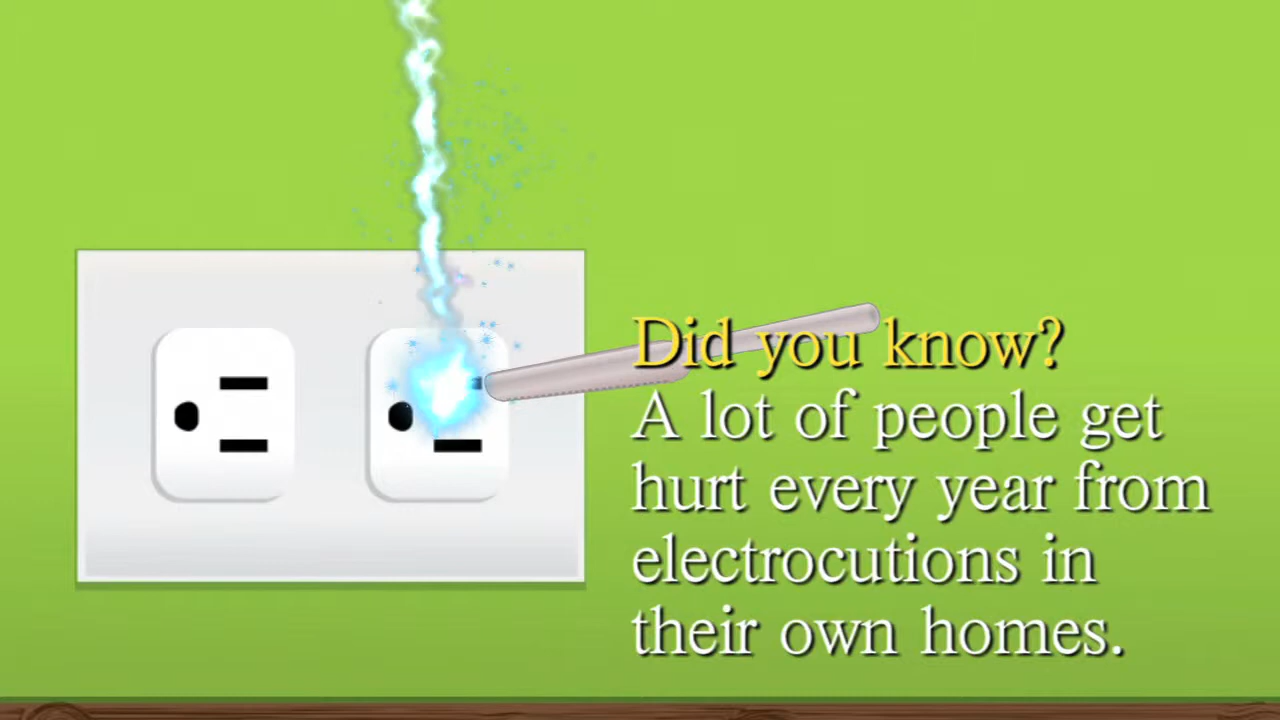 Did you know?
A lot of people get
hurt every year from
electrocutions in
their own homes.